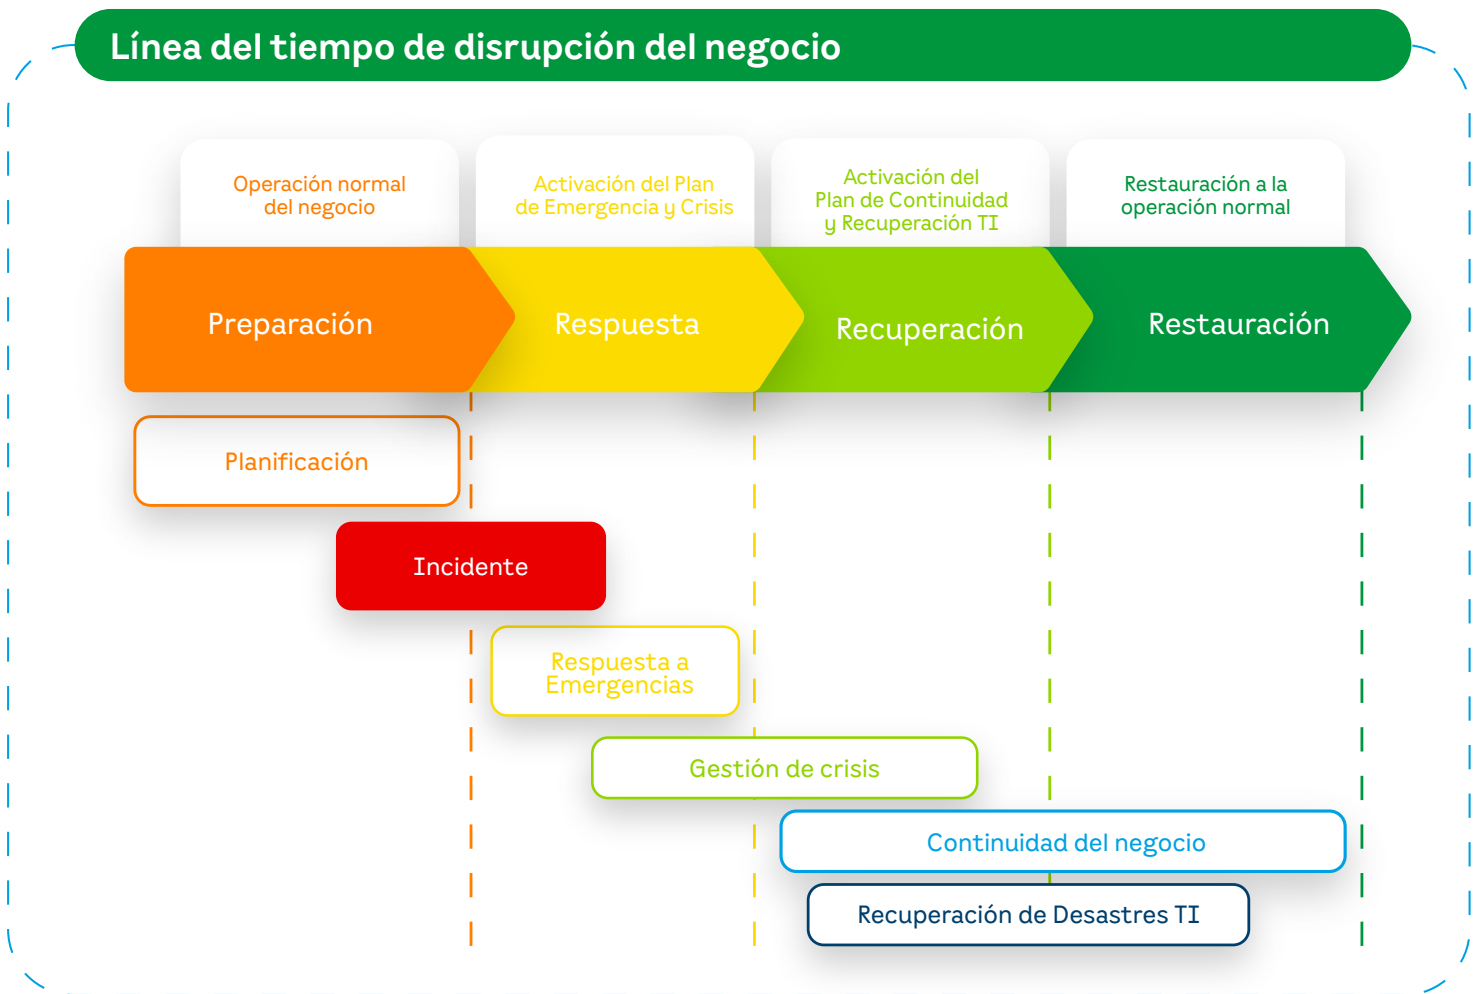 Línea del tiempo de disrupción del negocio
Operación normal
del negocio
Activación del Plan
de Emergencia y Crisis
Activación del
Plan de Continuidad
y Recuperación TI
Restauración a la
operación normal
Preparación
Respuesta
Recuperación
Restauración
Planificación
Incidente
Respuesta a
Emergencias
Gestión de crisis
Continuidad del negocio
Recuperación de Desastres TI